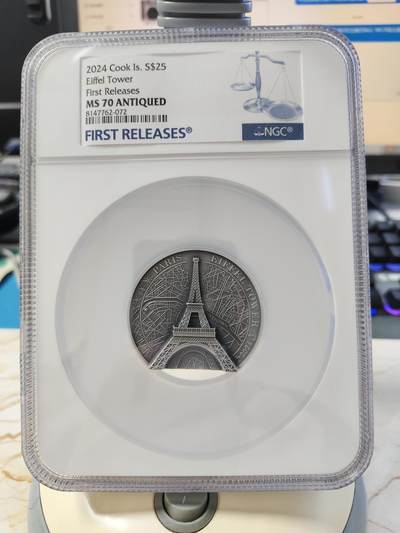 2024 Cook Is. S$25
Eiffel Tower
First Releases
MS 70 ANTIQUED
8147762-072
FIRST RELEASES®
NGC®
PARIS EIFFEL TOWER